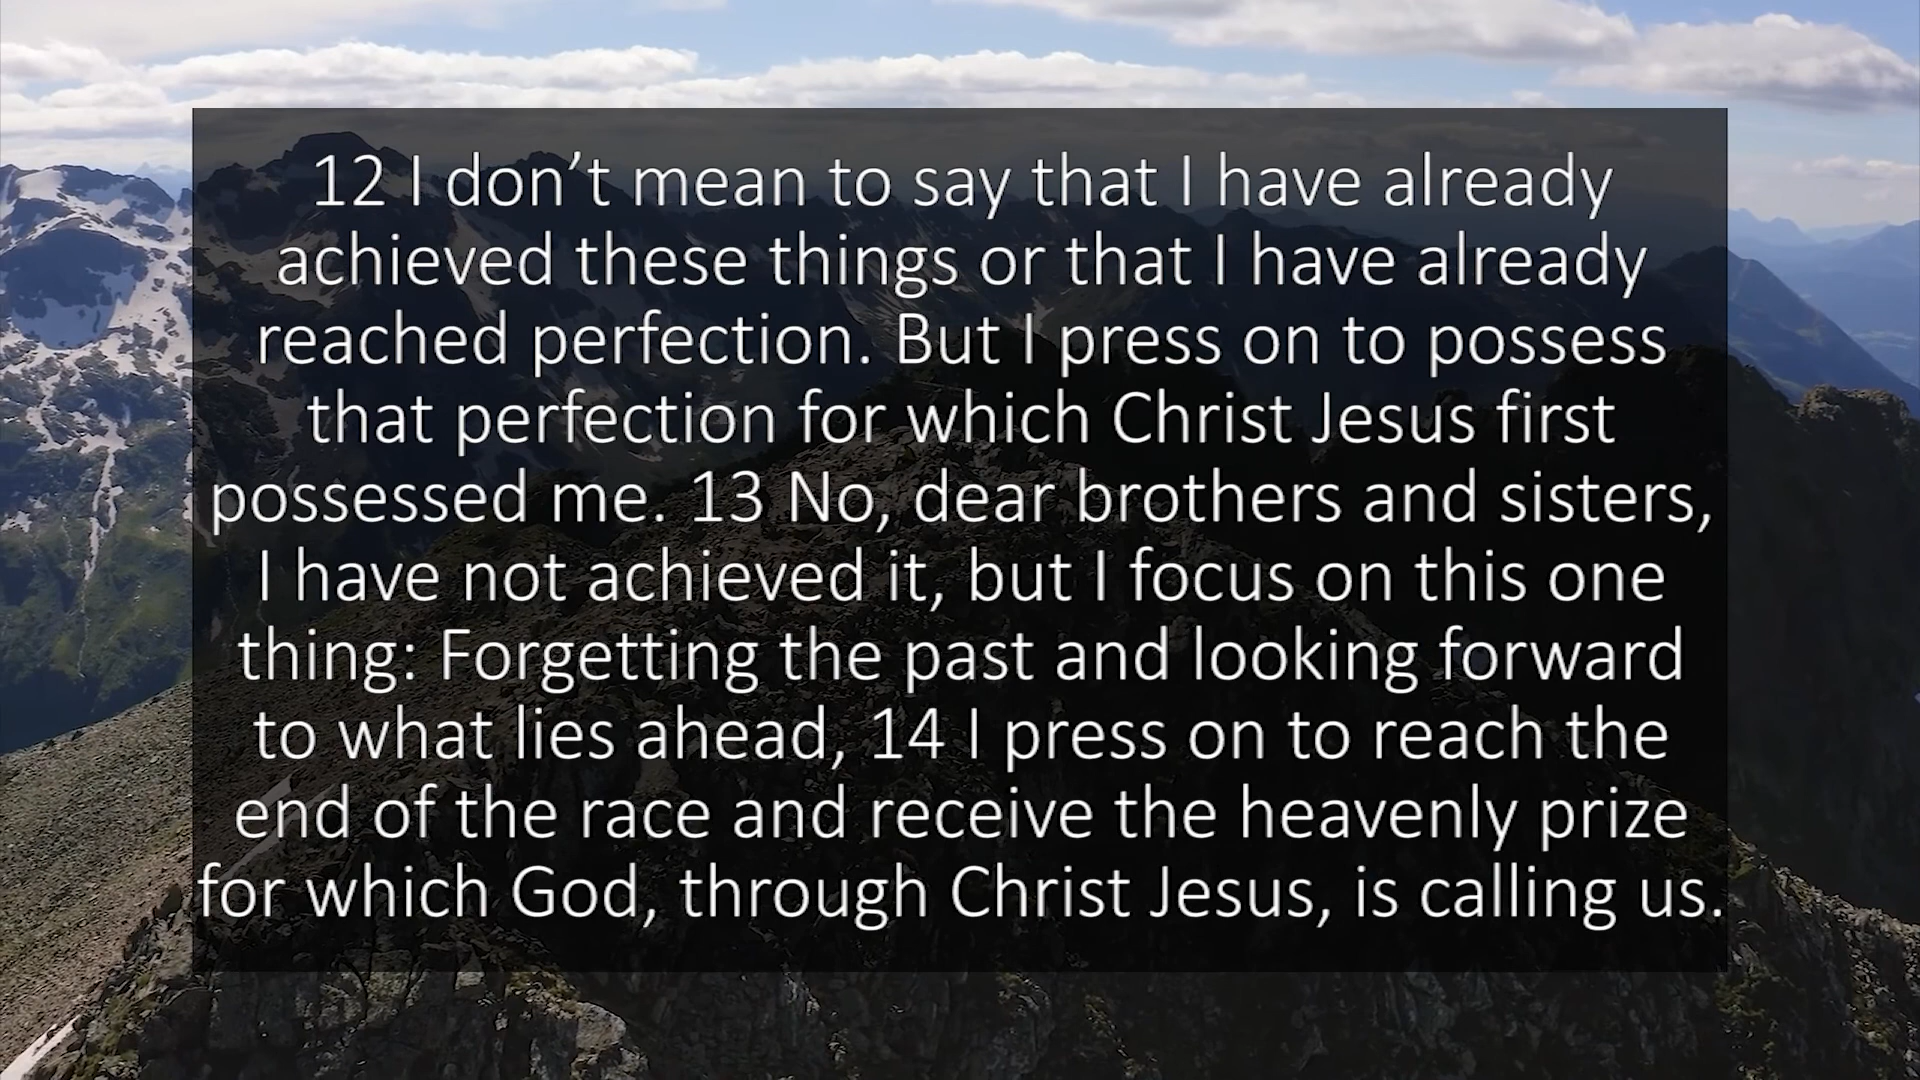 12 I don’t mean to say that I have already
achieved these things or that I have already
reached perfection. But I press on to possess
that perfection for which Christ Jesus first
possessed me. 13 No, dear brothers and sisters,
I have not achieved it, but I focus on this one
thing: Forgetting the past and looking forward
to what lies ahead, 14 I press on to reach the
end of the race and receive the heavenly prize
for which God, through Christ Jesus, is calling us.